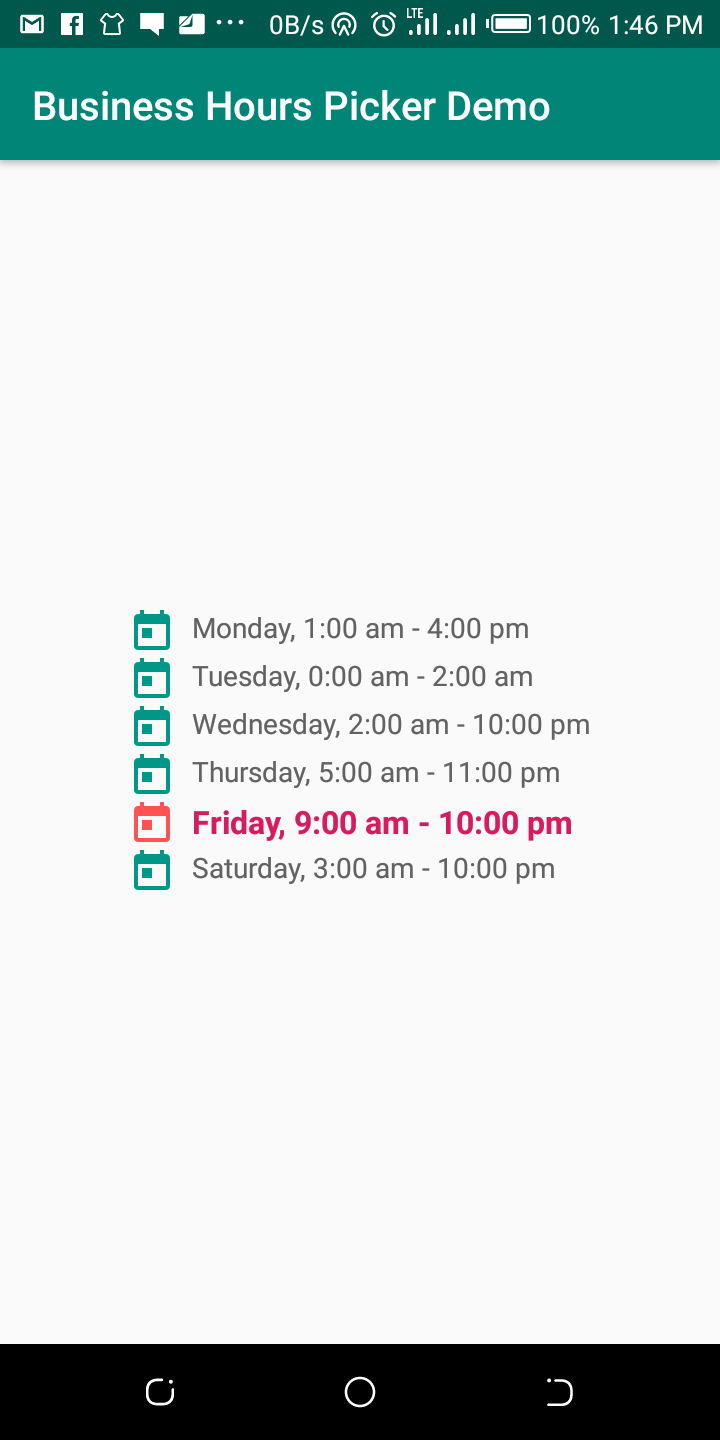 0B/s LTE 100% 1:46 PM
Business Hours Picker Demo
Monday, 1:00 am - 4:00 pm
Tuesday, 0:00 am - 2:00 am
Wednesday, 2:00 am - 10:00 pm
Thursday, 5:00 am - 11:00 pm
Friday, 9:00 am - 10:00 pm
Saturday, 3:00 am - 10:00 pm